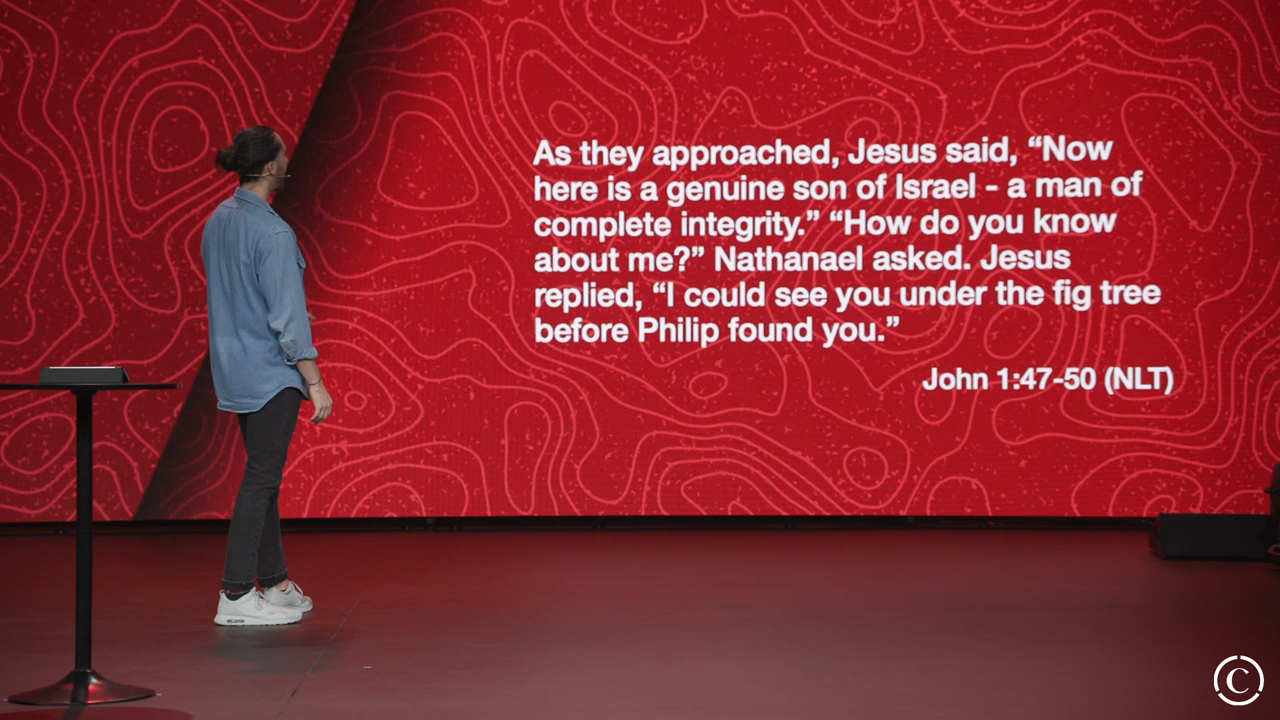 As they approached, Jesus said, “Now
here is a genuine son of Israel - a man of
complete integrity.” “How do you know
about me?” Nathanael asked. Jesus
replied, “I could see you under the fig tree
before Philip found you.”
John 1:47-50 (NLT)
C